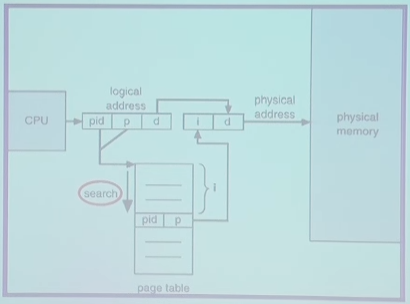 logical
address
CPU
pid
p
d
i
d
physical
address
physical
memory
search
i
pid
p
page table